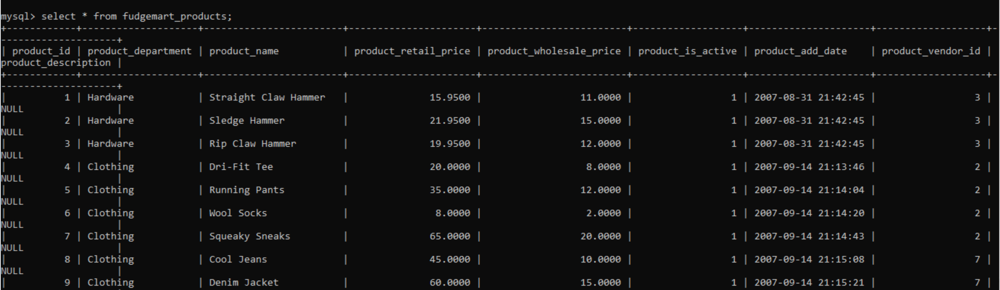 mysql> select * from fudgemart_products;
+------------+--------------------+------------------------+----------------------+-------------------------+-------------------+---------------------+-------------------+-
--------------------+
| product_id | product_department | product_name           | product_retail_price | product_wholesale_price | product_is_active | product_add_date    | product_vendor_id |
product_description |
+------------+--------------------+------------------------+----------------------+-------------------------+-------------------+---------------------+-------------------+-
--------------------+
|          1 | Hardware           | Straight Claw Hammer   |              15.9500 |                 11.0000 |                 1 | 2007-08-31 21:42:45 |                 3 |
NULL                |
|          2 | Hardware           | Sledge Hammer          |              21.9500 |                 15.0000 |                 1 | 2007-08-31 21:42:45 |                 3 |
NULL                |
|          3 | Hardware           | Rip Claw Hammer        |              19.9500 |                 12.0000 |                 1 | 2007-08-31 21:42:45 |                 3 |
NULL                |
|          4 | Clothing           | Dri-Fit Tee            |              20.0000 |                  8.0000 |                 1 | 2007-09-14 21:13:46 |                 2 |
NULL                |
|          5 | Clothing           | Running Pants          |              35.0000 |                 12.0000 |                 1 | 2007-09-14 21:14:04 |                 2 |
NULL                |
|          6 | Clothing           | Wool Socks             |               8.0000 |                  2.0000 |                 1 | 2007-09-14 21:14:20 |                 2 |
NULL                |
|          7 | Clothing           | Squeaky Sneaks         |              65.0000 |                 20.0000 |                 1 | 2007-09-14 21:14:43 |                 2 |
NULL                |
|          8 | Clothing           | Cool Jeans             |              45.0000 |                 10.0000 |                 1 | 2007-09-14 21:15:08 |                 7 |
NULL                |
|          9 | Clothing           | Denim Jacket           |              60.0000 |                 15.0000 |                 1 | 2007-09-14 21:15:21 |                 7 |